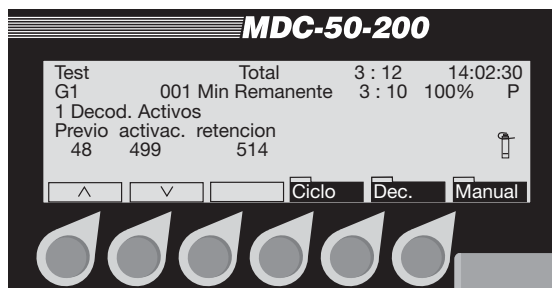 MDC-50-200
Test Total 3 : 12 14:02:30
G1 001 Min Remanente 3 : 10 100% P
1 Decod. Activos
Previo activac. retencion
48 499 514
Ciclo Dec. Manual